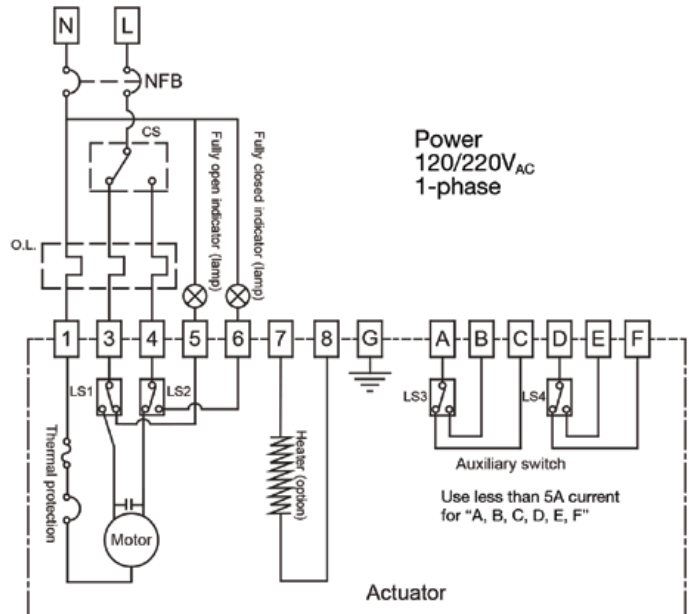 N L
NFB
CS
Fully open indicator (lamp)
Fully closed indicator (lamp)
Power
120/220VAC
1-phase
O.L.
1 3 4 5 6 7 8 G A B C D E F
LS1 LS2 LS3 LS4
Thermal protection
Heater (option)
Motor
Auxiliary switch
Use less than 5A current
for “A, B, C, D, E, F”
Actuator